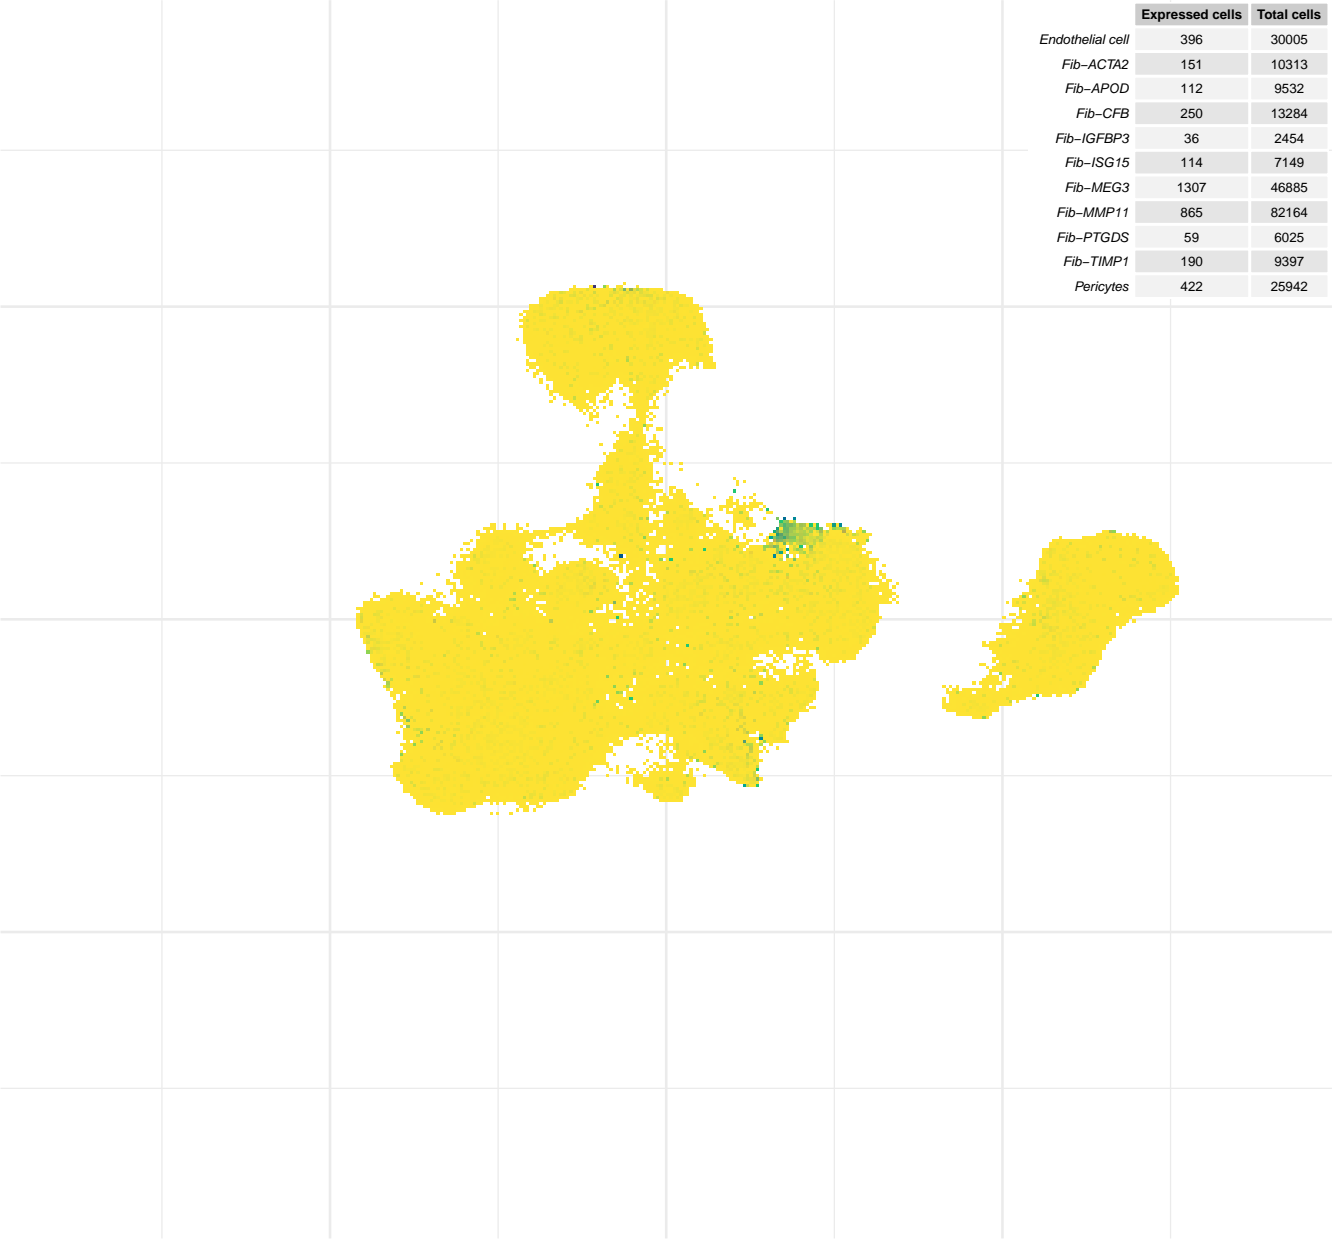 Expressed cells Total cells
Endothelial cell 396 30005
Fib−ACTA2 151 10313
Fib−APOD 112 9532
Fib−CFB 250 13284
Fib−IGFBP3 36 2454
Fib−ISG15 114 7149
Fib−MEG3 1307 46885
Fib−MMP11 865 82164
Fib−PTGDS 59 6025
Fib−TIMP1 190 9397
Pericytes 422 25942